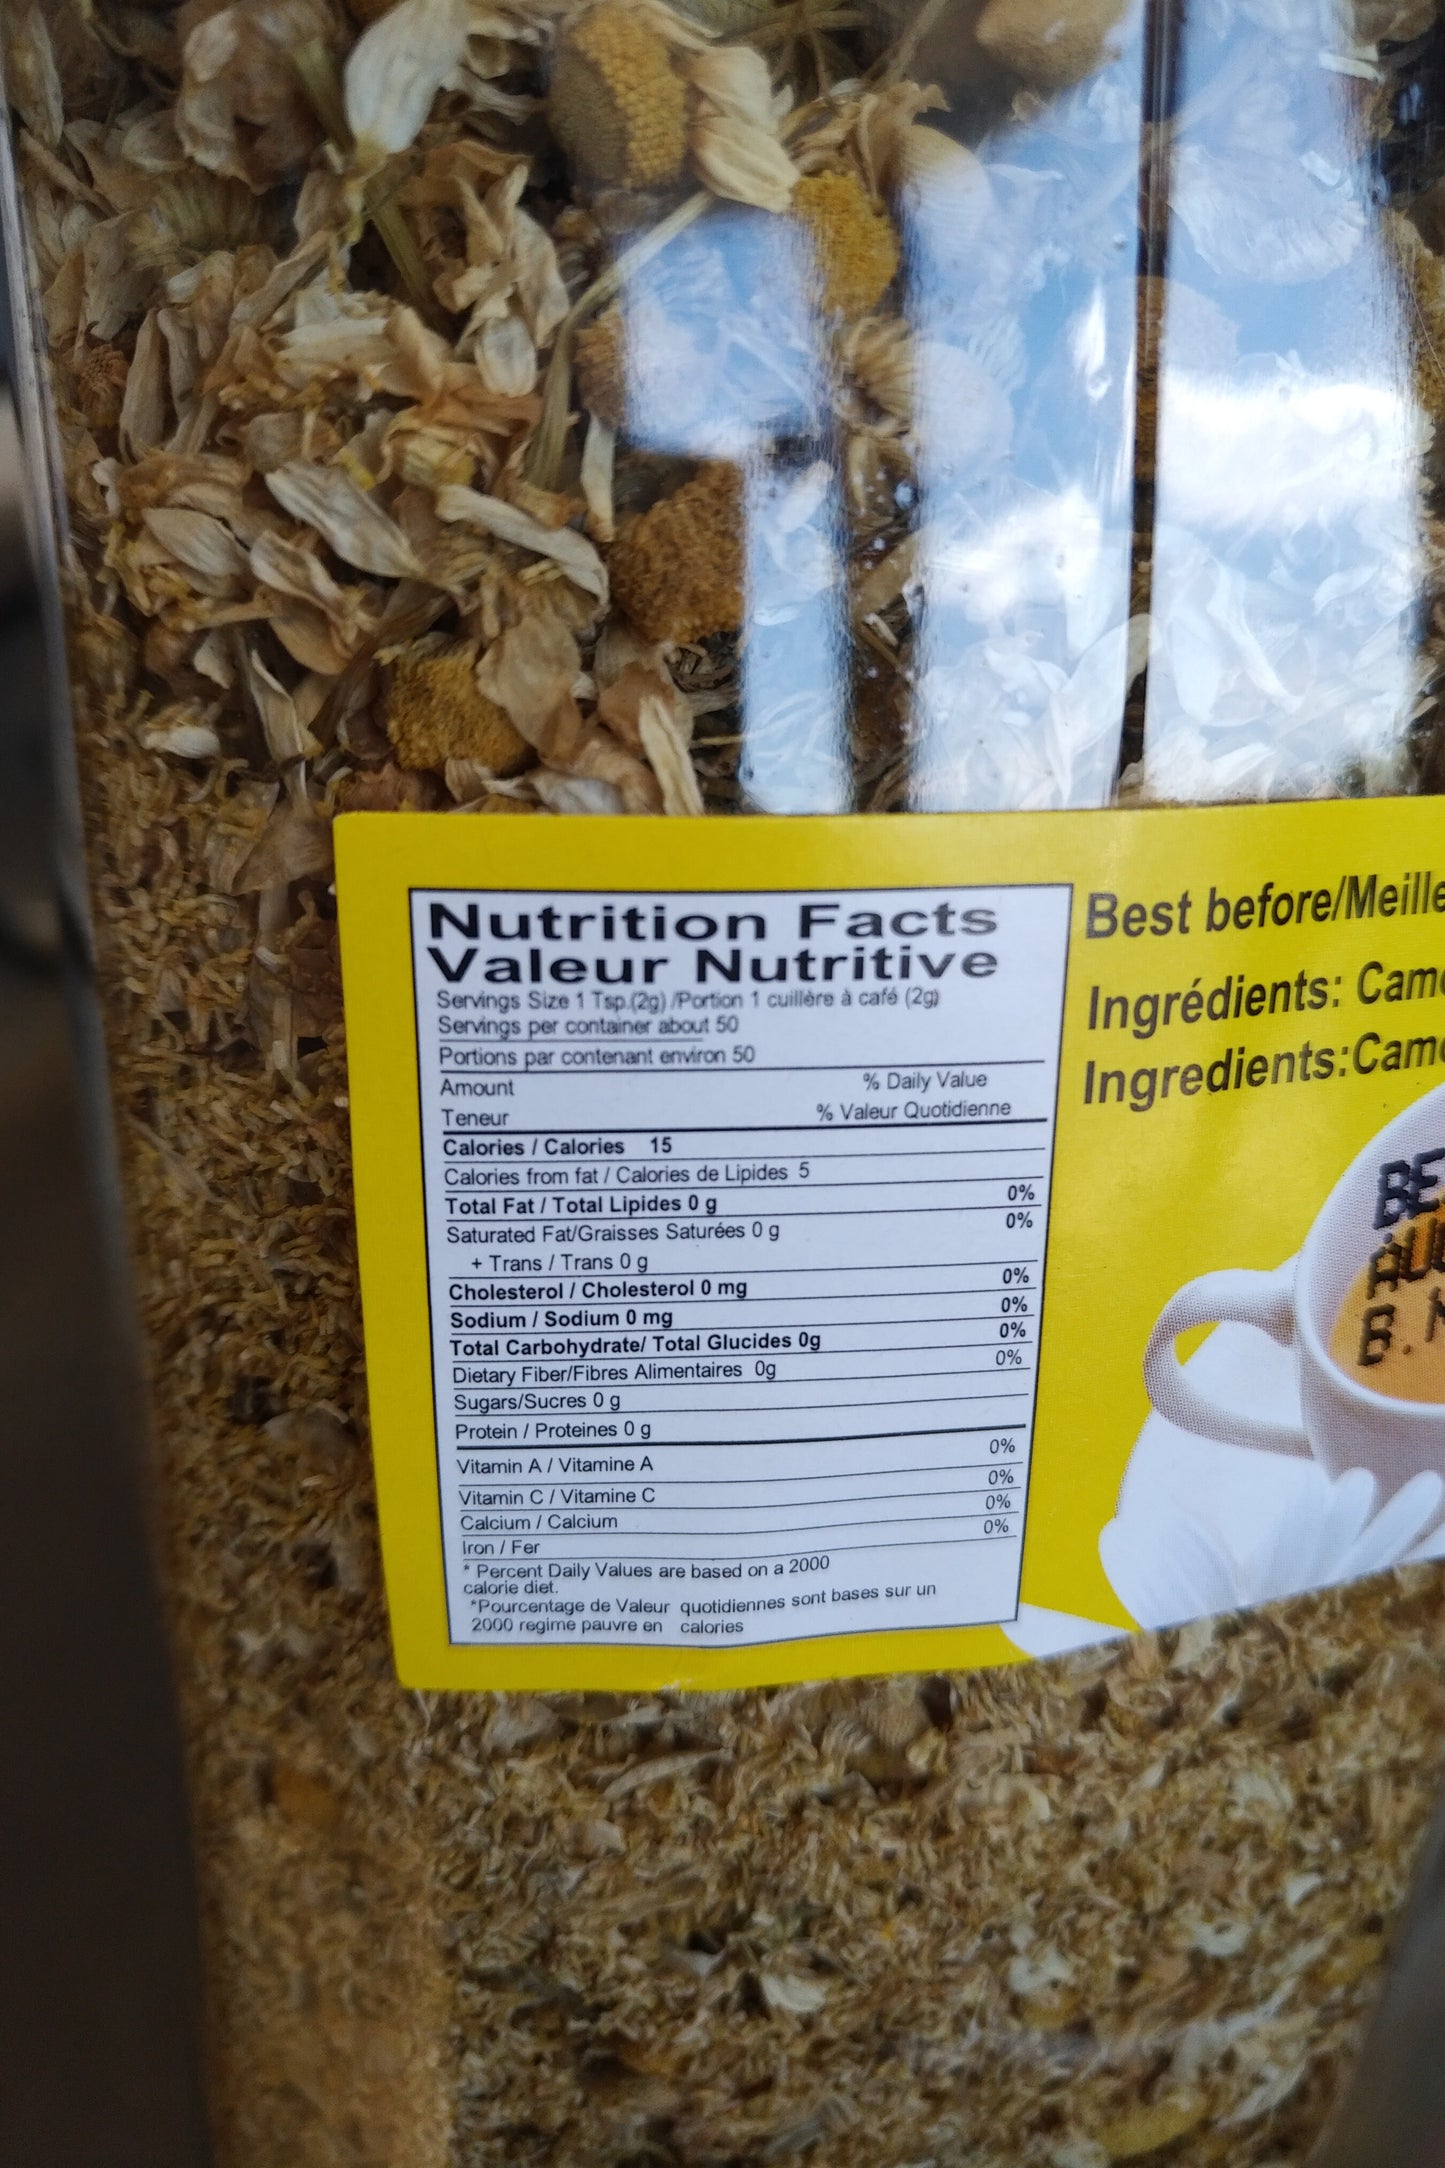 Nutrition Facts
Valeur Nutritive
Servings Size 1 Tsp.(2g) /Portion 1 cuillère à café (2g)
Servings per container about 50
Portions par contenant environ 50
Amount % Daily Value
Teneur % Valeur Quotidienne
Calories / Calories 15
Calories from fat / Calories de Lipides 5
Total Fat / Total Lipides 0 g 0%
Saturated Fat/Graisses Saturées 0 g 0%
+ Trans / Trans 0 g
Cholesterol / Cholesterol 0 mg 0%
Sodium / Sodium 0 mg 0%
Total Carbohydrate/ Total Glucides 0g 0%
Dietary Fiber/Fibres Alimentaires 0g 0%
Sugars/Sucres 0 g
Protein / Proteines 0 g
Vitamin A / Vitamine A 0%
Vitamin C / Vitamine C 0%
Calcium / Calcium 0%
Iron / Fer 0%
* Percent Daily Values are based on a 2000
calorie diet.
*Pourcentage de Valeur quotidiennes sont bases sur un
2000 regime pauvre en calories
Best before/Meille
Ingrédients: Cam
Ingredients:Cam
BE
AU
B.